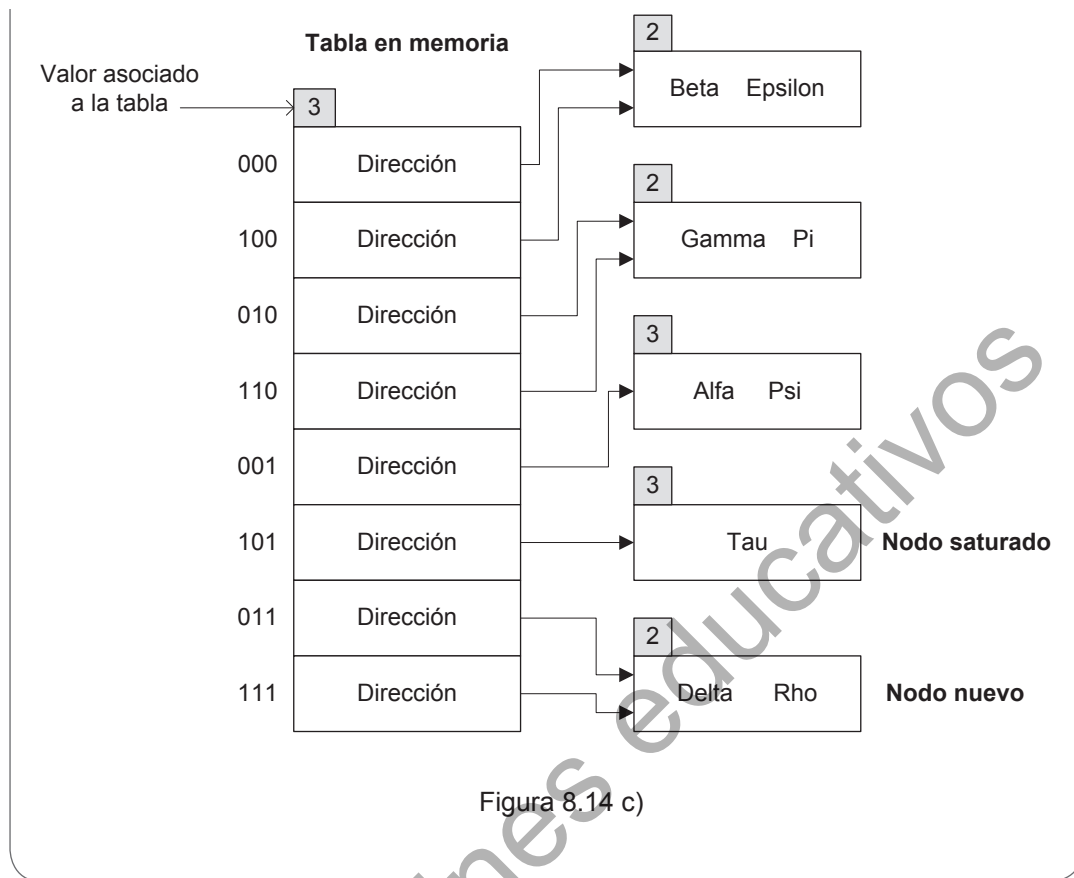 Tabla en memoria
Valor asociado
a la tabla
3
000 Dirección
100 Dirección
010 Dirección
110 Dirección
001 Dirección
101 Dirección
011 Dirección
111 Dirección
2
Beta Epsilon
2
Gamma Pi
3
Alfa Psi
3
Tau
Nodo saturado
2
Delta Rho
Nodo nuevo
Figura 8.14 c)
ines educativos